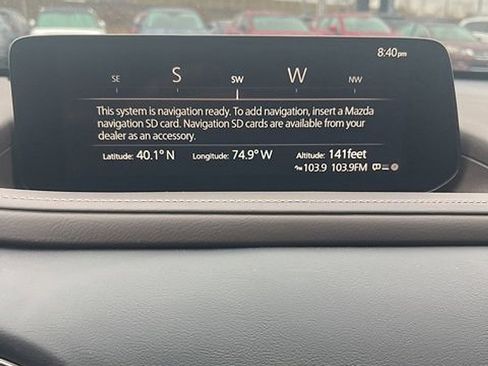 8:40pm
SE S SW W NW
This system is navigation ready. To add navigation, insert a Mazda
navigation SD card. Navigation SD cards are available from your
dealer as an accessory.
Latitude: 40.1° N Longitude: 74.9° W Altitude: 141feet
103.9 103.9FM